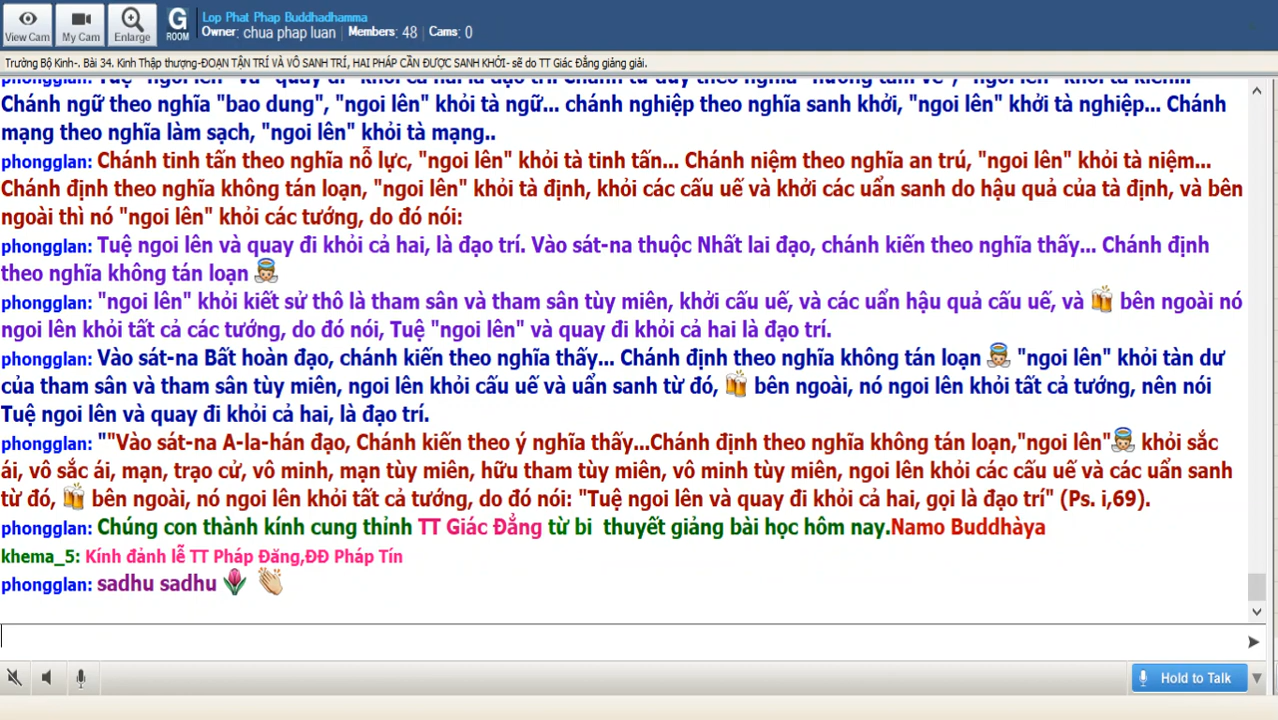 View Cam
My Cam
Enlarge
G
ROOM
Lop Phat Phap Buddhadhamma
Owner: chua phap luan | Members: 48 | Cams: 0
Trường Bộ Kinh-. Bài 34. Kinh Thập thượng-ĐOẠN TẬN TRÍ VÀ VÔ SANH TRÍ, HAI PHÁP CẦN ĐƯỢC SANH KHỞI- sẽ do TT Giác Đẳng giảng giải.
Chánh ngữ theo nghĩa "bao dung", "ngoi lên" khỏi tà ngữ... chánh nghiệp theo nghĩa sanh khởi, "ngoi lên" khởi tà nghiệp... Chánh
mạng theo nghĩa làm sạch, "ngoi lên" khỏi tà mạng..
phongglan: Chánh tinh tấn theo nghĩa nỗ lực, "ngoi lên" khỏi tà tinh tấn... Chánh niệm theo nghĩa an trú, "ngoi lên" khỏi tà niệm...
Chánh định theo nghĩa không tán loạn, "ngoi lên" khỏi tà định, khỏi các cấu uế và khởi các uẩn sanh do hậu quả của tà định, và bên
ngoài thì nó "ngoi lên" khỏi các tướng, do đó nói:
phongglan: Tuệ ngoi lên và quay đi khỏi cả hai, là đạo trí. Vào sát-na thuộc Nhất lai đạo, chánh kiến theo nghĩa thấy... Chánh định
theo nghĩa không tán loạn
phongglan: "ngoi lên" khỏi kiết sử thô là tham sân và tham sân tùy miên, khởi cấu uế, và các uẩn hậu quả cấu uế, và bên ngoài nó
ngoi lên khỏi tất cả các tướng, do đó nói, Tuệ "ngoi lên" và quay đi khỏi cả hai là đạo trí.
phongglan: Vào sát-na Bất hoàn đạo, chánh kiến theo nghĩa thấy... Chánh định theo nghĩa không tán loạn "ngoi lên" khỏi tàn dư
của tham sân và tham sân tùy miên, ngoi lên khỏi cấu uế và uẩn sanh từ đó, bên ngoài, nó ngoi lên khỏi tất cả tướng, nên nói
Tuệ ngoi lên và quay đi khỏi cả hai, là đạo trí.
phongglan: ""Vào sát-na A-la-hán đạo, Chánh kiến theo ý nghĩa thấy...Chánh định theo nghĩa không tán loạn,"ngoi lên" khỏi sắc
ái, vô sắc ái, mạn, trạo cử, vô minh, mạn tùy miên, hữu tham tùy miên, vô minh tùy miên, ngoi lên khỏi các cấu uế và các uẩn sanh
từ đó, bên ngoài, nó ngoi lên khỏi tất cả tướng, do đó nói: "Tuệ ngoi lên và quay đi khỏi cả hai, gọi là đạo trí" (Ps. i,69).
phongglan: Chúng con thành kính cung thỉnh TT Giác Đẳng từ bi thuyết giảng bài học hôm nay.Namo Buddhàya
khema_5: Kính đảnh lễ TT Pháp Đăng,ĐĐ Pháp Tín
phongglan: sadhu sadhu
Hold to Talk